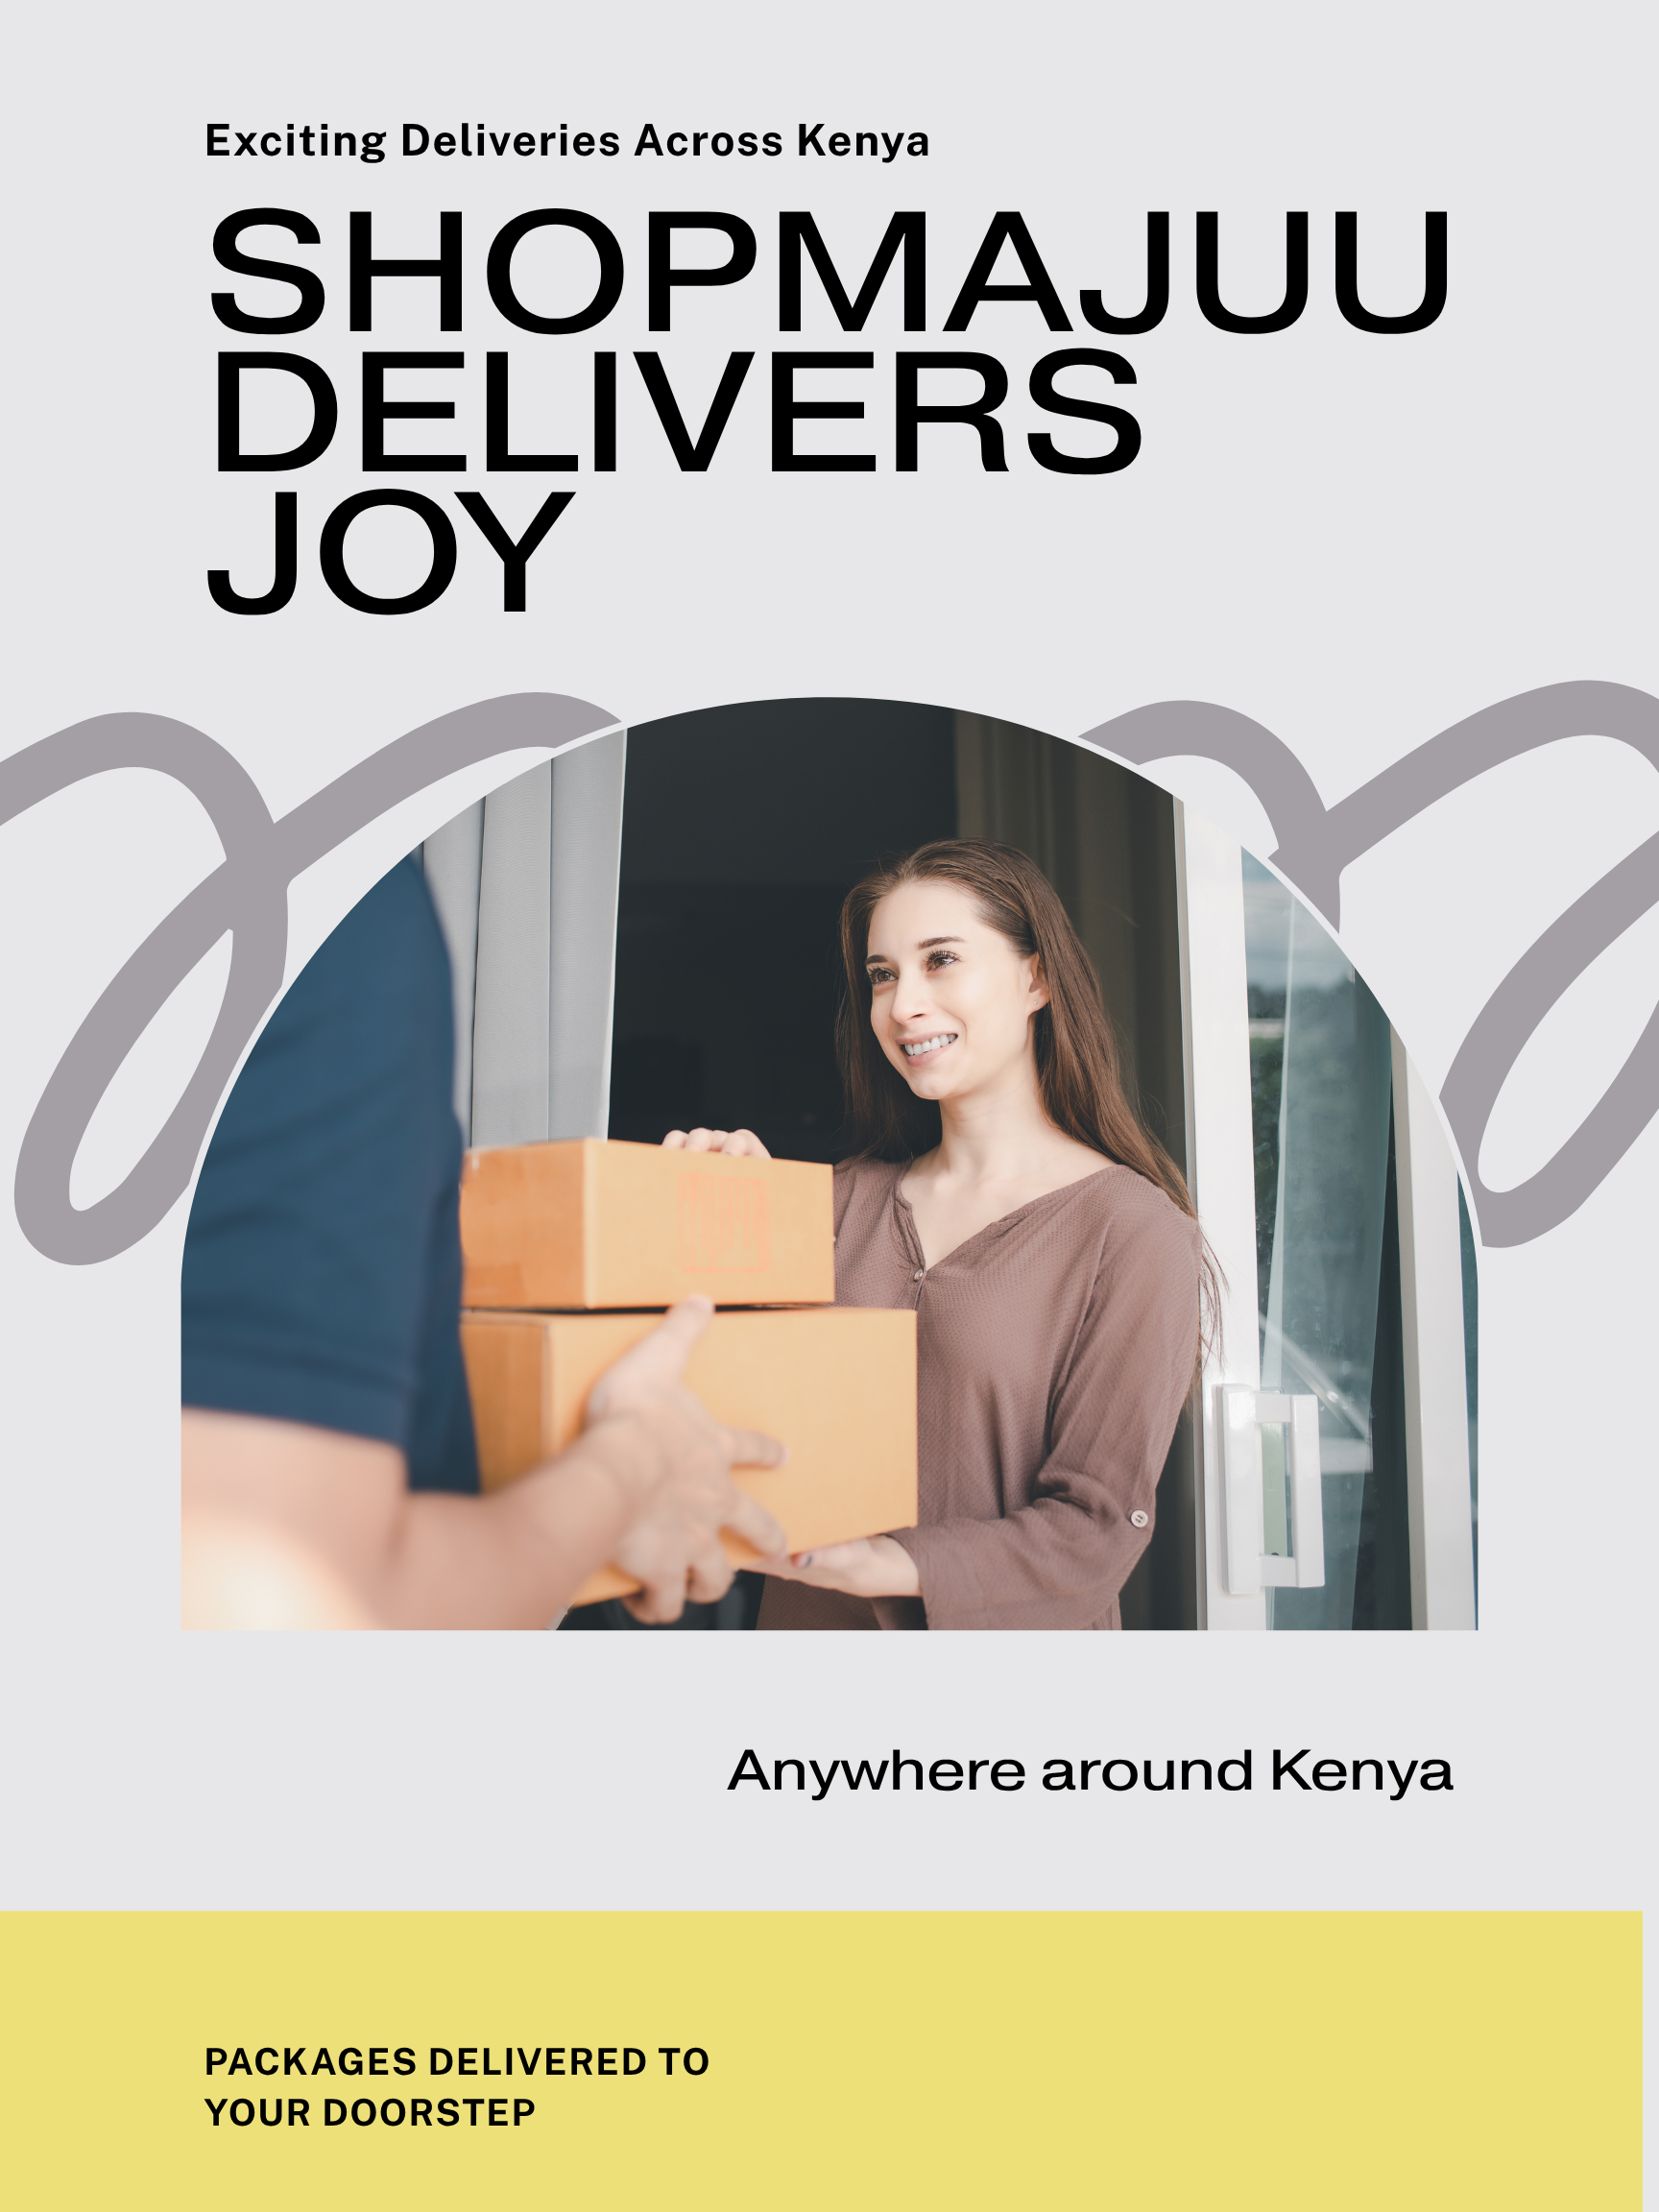 Exciting Deliveries Across Kenya
SHOPMAJUU
DELIVERS
JOY
Anywhere around Kenya
PACKAGES DELIVERED TO
YOUR DOORSTEP